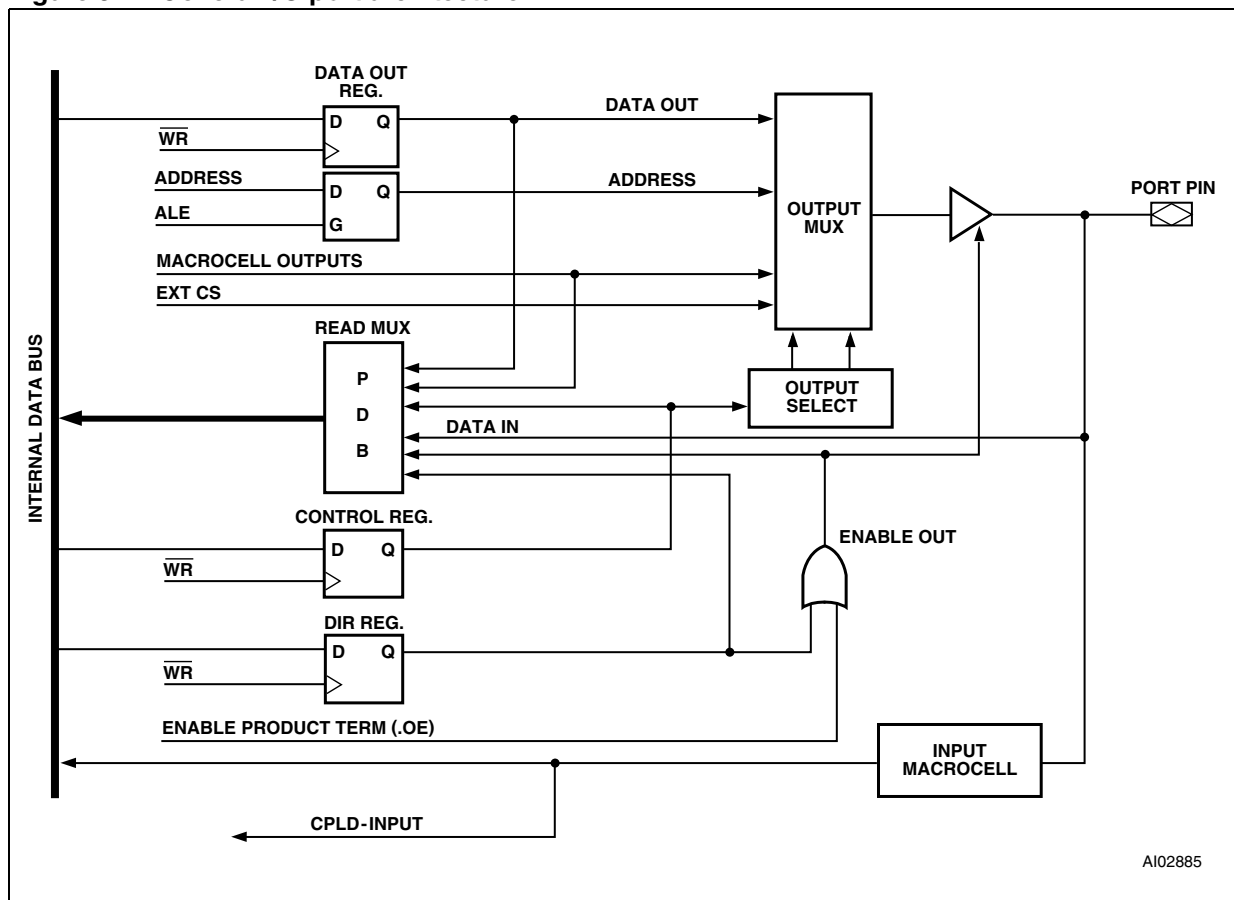 DATA OUT
REG.
DATA OUT
D Q
WR
ADDRESS
D Q
ADDRESS
ALE
G
OUTPUT
MUX
PORT PIN
MACROCELL OUTPUTS
EXT CS
READ MUX
P
D
B
OUTPUT
SELECT
DATA IN
INTERNAL DATA BUS
CONTROL REG.
D Q
WR
ENABLE OUT
DIR REG.
D Q
WR
ENABLE PRODUCT TERM (.OE)
INPUT
MACROCELL
CPLD-INPUT
AI02885